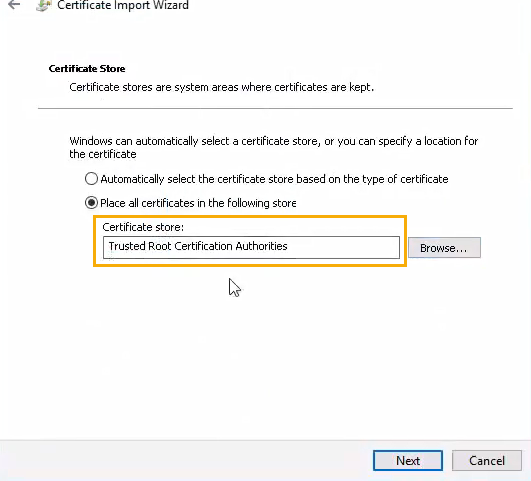 Certificate Import Wizard
Certificate Store
Certificate stores are system areas where certificates are kept.
Windows can automatically select a certificate store, or you can specify a location for
the certificate
Automatically select the certificate store based on the type of certificate
Place all certificates in the following store
Certificate store:
Trusted Root Certification Authorities
Browse...
Next
Cancel